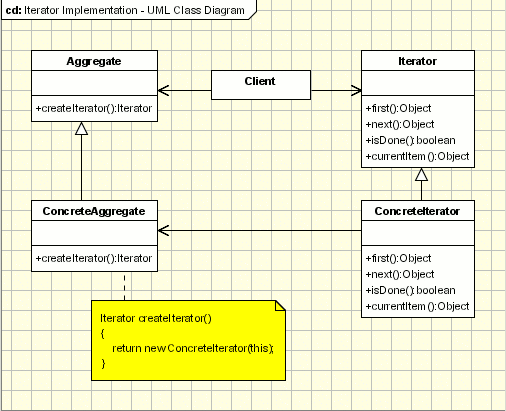 cd: Iterator Implementation - UML Class Diagram
Aggregate
+createIterator():Iterator
Client
Iterator
+first():Object
+next():Object
+isDone():boolean
+currentItem():Object
ConcreteAggregate
+createIterator():Iterator
ConcreteIterator
+first():Object
+next():Object
+isDone():boolean
+currentItem():Object
Iterator createIterator()
{
return new ConcreteIterator(this);
}